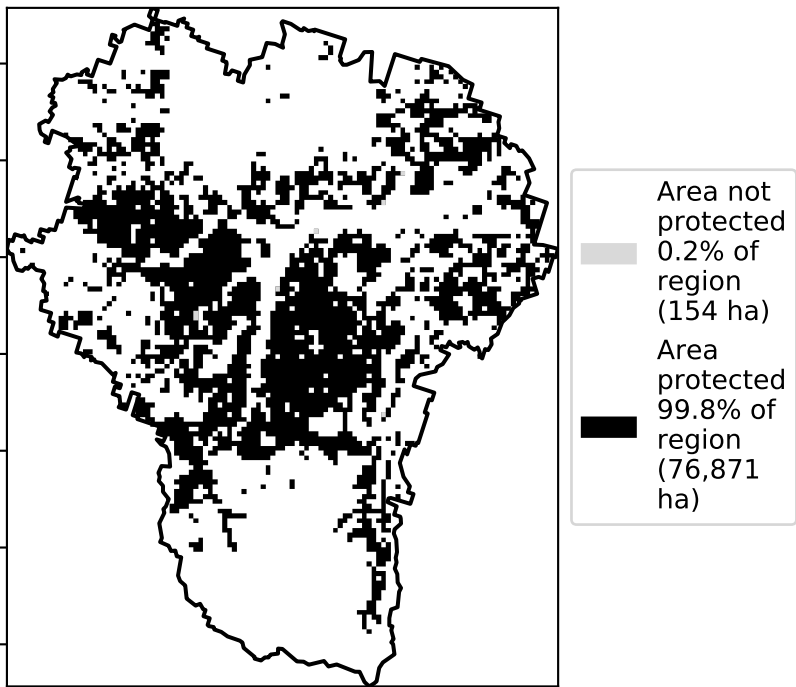 Area not
protected
0.2% of
region
(154 ha)
Area
protected
99.8% of
region
(76,871
ha)